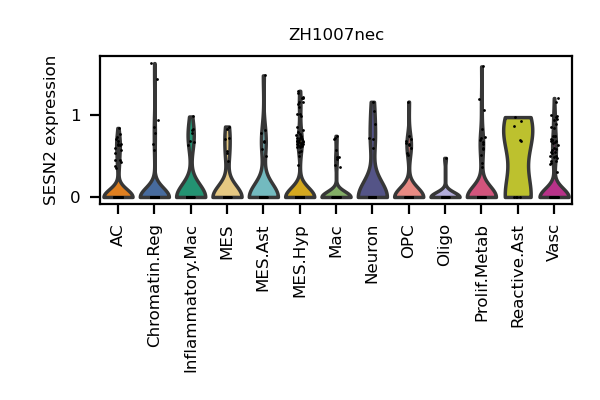 ZH1007nec
SESN2 expression
1
0
AC
Chromatin.Reg
Inflammatory.Mac
MES
MES.Ast
MES.Hyp
Mac
Neuron
OPC
Oligo
Prolif.Metab
Reactive.Ast
Vasc